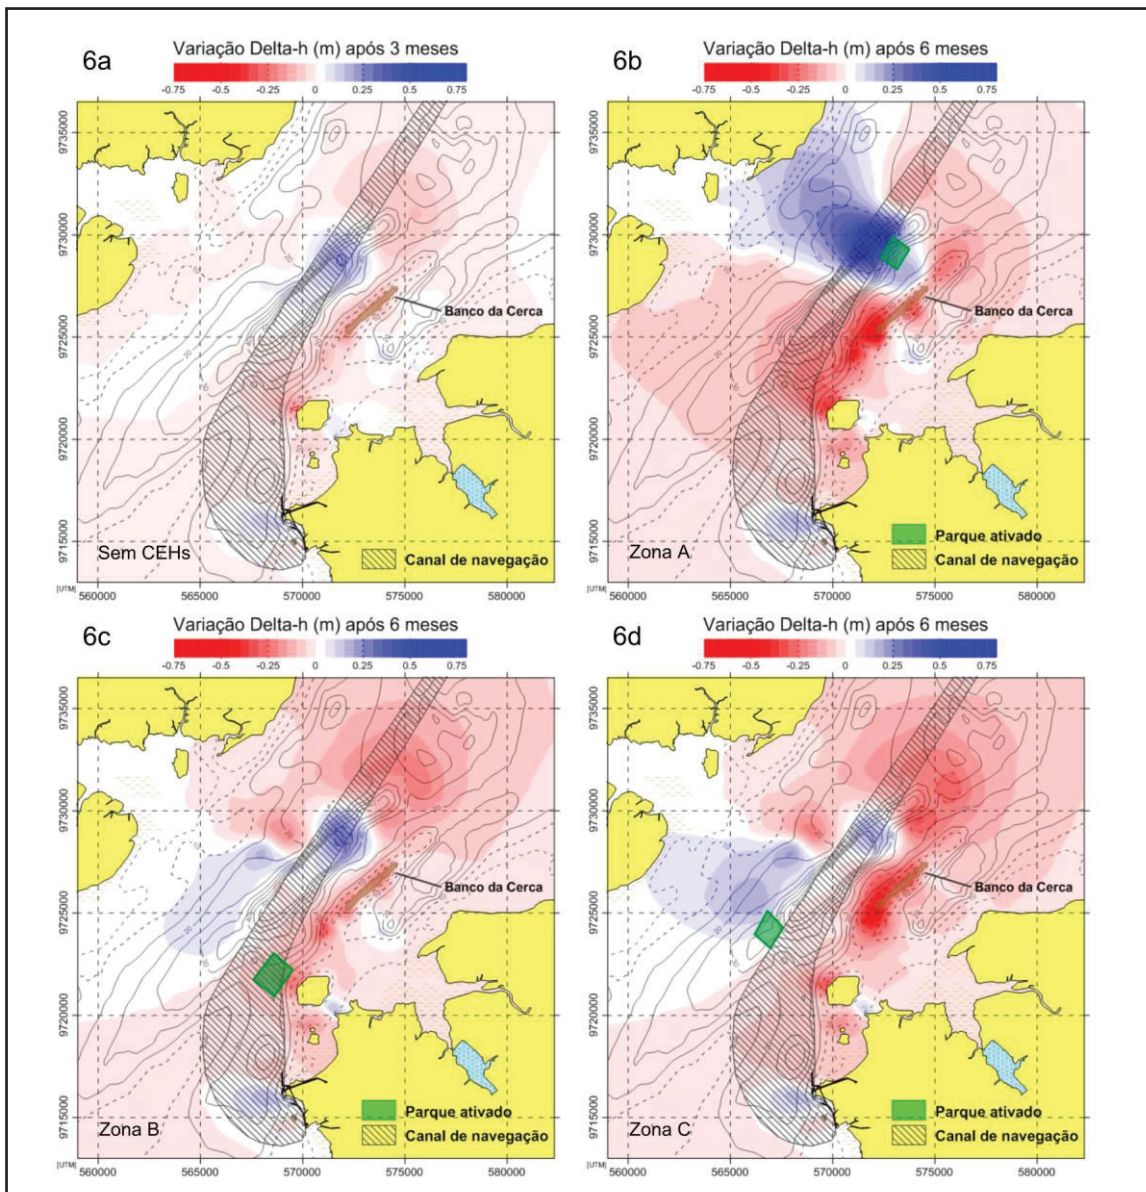 6a
Variação Delta-h (m) após 3 meses
-0.75 -0.5 -0.25 0 0.25 0.5 0.75
9735000
9730000
9725000
9720000
9715000
Banco da Cerca
Sem CEHs
Canal de navegação
[UTM]
560000 565000 570000 575000 580000
6b
Variação Delta-h (m) após 6 meses
-0.75 -0.5 -0.25 0 0.25 0.5 0.75
9735000
9730000
9725000
9720000
9715000
Banco da Cerca
Parque ativado
Zona A
Canal de navegação
[UTM]
560000 565000 570000 575000 580000
6c
Variação Delta-h (m) após 6 meses
-0.75 -0.5 -0.25 0 0.25 0.5 0.75
9735000
9730000
9725000
9720000
9715000
Banco da Cerca
Parque ativado
Zona B
Canal de navegação
[UTM]
560000 565000 570000 575000 580000
6d
Variação Delta-h (m) após 6 meses
-0.75 -0.5 -0.25 0 0.25 0.5 0.75
9735000
9730000
9725000
9720000
9715000
Banco da Cerca
Parque ativado
Zona C
Canal de navegação
[UTM]
560000 565000 570000 575000 580000